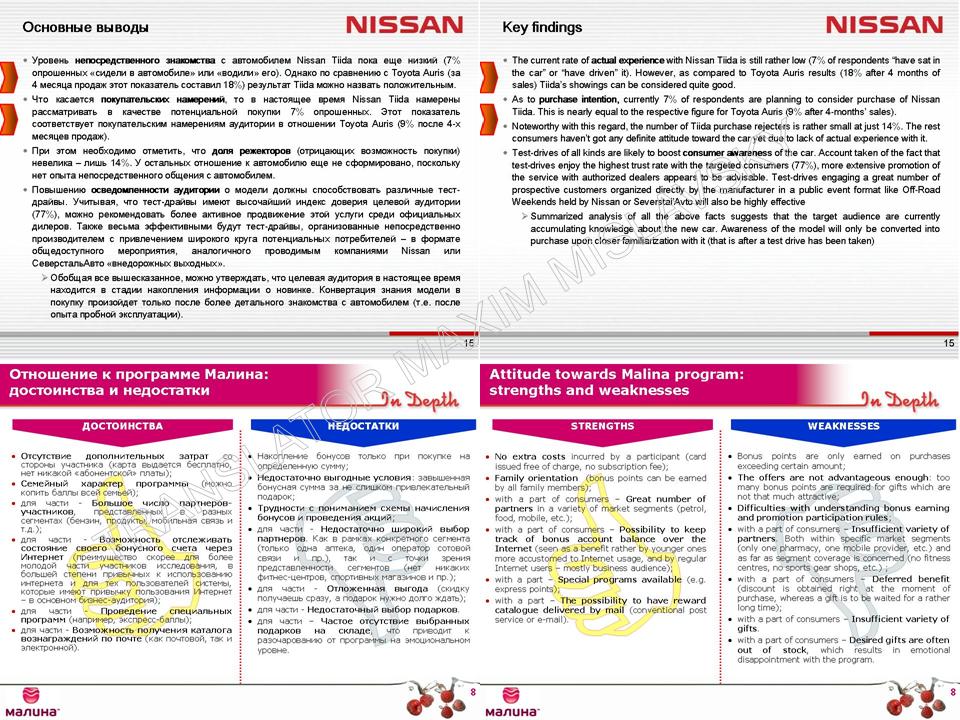 Основные выводы
NISSAN
• Уровень непосредственного знакомства с автомобилем Nissan Tiida пока еще низкий (7%
опрошенных «сидели в автомобиле» или «водили» его). Однако по сравнению с Toyota Auris (за
4 месяца продаж этот показатель составил 18%) результат Tiida можно назвать положительным.
• Что касается покупательских намерений, то в настоящее время Nissan Tiida намерены
рассматривать в качестве потенциальной покупки 7% опрошенных. Этот показатель
соответствует покупательским намерениям аудитории в отношении Toyota Auris (9% после 4-х
месяцев продаж).
• При этом необходимо отметить, что доля режекторов (отрицающих возможность покупки)
невелика – лишь 14%. У остальных отношение к автомобилю еще не сформировано, поскольку
нет опыта непосредственного общения с автомобилем.
• Повышению осведомленности аудитории о модели должны способствовать различные тест-
драйвы. Учитывая, что тест-драйвы имеют высочайший индекс доверия целевой аудитории
(77%), можно рекомендовать более активное продвижение этой услуги среди официальных
дилеров. Также весьма эффективными будут тест-драйвы, организованные непосредственно
производителем с привлечением широкого круга потенциальных потребителей – в формате
общедоступного мероприятия, аналогичного проводимым компаниями Nissan или
СеверстальАвто «внедорожных выходных».
➢ Обобщая все вышесказанное, можно утверждать, что целевая аудитория в настоящее время
находится в стадии накопления информации о новинке. Конвертация знания модели в
покупку произойдет только после более детального знакомства с автомобилем (т.е. после
опыта пробной эксплуатации).
15
Key findings
NISSAN
• The current rate of actual experience with Nissan Tiida is still rather low (7% of respondents “have sat in
the car” or “have driven” it). However, as compared to Toyota Auris results (18% after 4 months of
sales) Tiida’s showings can be considered quite good.
• As to purchase intention, currently 7% of respondents are planning to consider purchase of Nissan
Tiida. This is nearly equal to the respective figure for Toyota Auris (9% after 4-months’ sales).
• Noteworthy with this regard, the number of Tiida purchase rejecters is rather small at just 14%. The rest
consumers haven’t got any definite attitude toward the car yet due to lack of actual experience with it.
• Test-drives of all kinds are likely to boost consumer awareness of the car. Account taken of the fact that
test-drives enjoy the highest trust rate with the targeted consumers (77%), more extensive promotion of
the service with authorized dealers appears to be advisable. Test-drives engaging a great number of
prospective customers organized directly by the manufacturer in a public event format like Off-Road
Weekends held by Nissan or Severstal’Avto will also be highly effective
➢ Summarized analysis of all the above facts suggests that the target audience are currently
accumulating knowledge about the new car. Awareness of the model will only be converted into
purchase upon closer familiarization with it (that is after a test drive has been taken)
15
TRANSLATOR MAXIM MISLAVSKY
Отношение к программе Малина:
достоинства и недостатки
In Depth
ДОСТОИНСТВА
• Отсутствие дополнительных затрат со
стороны участника (карта выдается бесплатно,
нет никакой «абонентской» платы);
• Семейный характер программы (можно
копить баллы всей семьей);
• для части - Большое число партнеров-
участников, представленных в разных
сегментах (бензин, продукты, мобильная связь и
т.д.);
• для части – Возможность отслеживать
состояние своего бонусного счета через
Интернет (преимущество скорее для более
молодой части участников исследования, в
большей степени привычных к использованию
интернета и для тех пользователей системы,
которые имеют привычку пользования Интернет
– в основном бизнес-аудитория);
• для части - Проведение специальных
программ (например, экспресс-баллы);
• для части - Возможность получения каталога
вознаграждений по почте (как почтовой, так и
электронной).
НЕДОСТАТКИ
• Накопление бонусов только при покупке на
определенную сумму;
• Недостаточно выгодные условия: завышенная
бонусная сумма за не слишком привлекательный
подарок;
• Трудности с пониманием схемы начисления
бонусов и проведения акций;
• для части – Недостаточно широкий выбор
партнеров. Как в рамках конкретного сегмента
(только одна аптека, один оператор сотовой
связи и пр.), так и с точки зрения
представленности сегментов (нет никаких
фитнес-центров, спортивных магазинов и пр.);
• для части - Отложенная выгода (скидку
получаешь сразу, а подарок нужно долго ждать);
• для части - Недостаточный выбор подарков.
• для части – Частое отсутствие выбранных
подарков на складе, что приводит к
разочарованию от программы на эмоциональном
уровне.
малина
8
Attitude towards Malina program:
strengths and weaknesses
In Depth
STRENGTHS
• No extra costs incurred by a participant (card
issued free of charge, no subscription fee);
• Family orientation (bonus points can be earned
by all family members);
• with a part of consumers – Great number of
partners in a variety of market segments (petrol,
food, mobile, etc.);
• with a part of consumers – Possibility to keep
track of bonus account balance over the
Internet (seen as a benefit rather by younger ones
more accustomed to Internet usage, and by regular
Internet users – mostly business audience);
• with a part – Special programs available (e.g.
express points);
• with a part – The possibility to have reward
catalogue delivered by mail (conventional post
service or e-mail).
WEAKNESSES
• Bonus points are only earned on purchases
exceeding certain amount;
• The offers are not advantageous enough: too
many bonus points are required for gifts which are
not that much attractive;
• Difficulties with understanding bonus earning
and promotion participation rules;
• with a part of consumers – Insufficient variety of
partners. Both within specific market segments
(only one pharmacy, one mobile provider, etc.) and
as far as segment coverage is concerned (no fitness
centres, no sports gear shops, etc.) ;
• with a part of consumers – Deferred benefit
(discount is obtained right at the moment of
purchase, whereas a gift is to be waited for a rather
long time);
• with a part of consumers – Insufficient variety of
gifts.
• with a part of consumers – Desired gifts are often
out of stock, which results in emotional
disappointment with the program.
малина
8